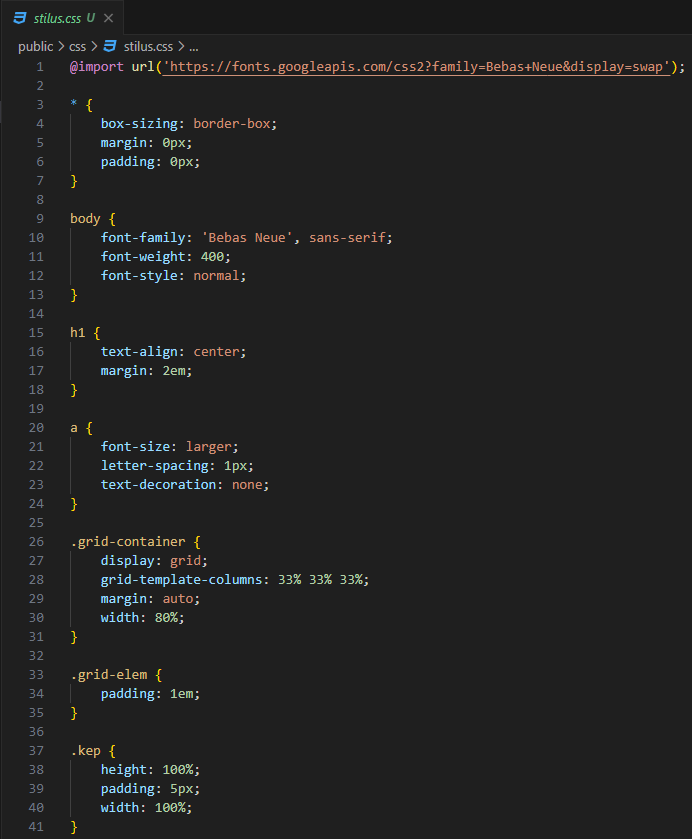 stilus.css U
public > css > stilus.css > ...
1 @import url('https://fonts.googleapis.com/css2?family=Bebas+Neue&display=swap');
2
3 * {
4     box-sizing: border-box;
5     margin: 0px;
6     padding: 0px;
7 }
8
9 body {
10     font-family: 'Bebas Neue', sans-serif;
11     font-weight: 400;
12     font-style: normal;
13 }
14
15 h1 {
16     text-align: center;
17     margin: 2em;
18 }
19
20 a {
21     font-size: larger;
22     letter-spacing: 1px;
23     text-decoration: none;
24 }
25
26 .grid-container {
27     display: grid;
28     grid-template-columns: 33% 33% 33%;
29     margin: auto;
30     width: 80%;
31 }
32
33 .grid-elem {
34     padding: 1em;
35 }
36
37 .kep {
38     height: 100%;
39     padding: 5px;
40     width: 100%;
41 }